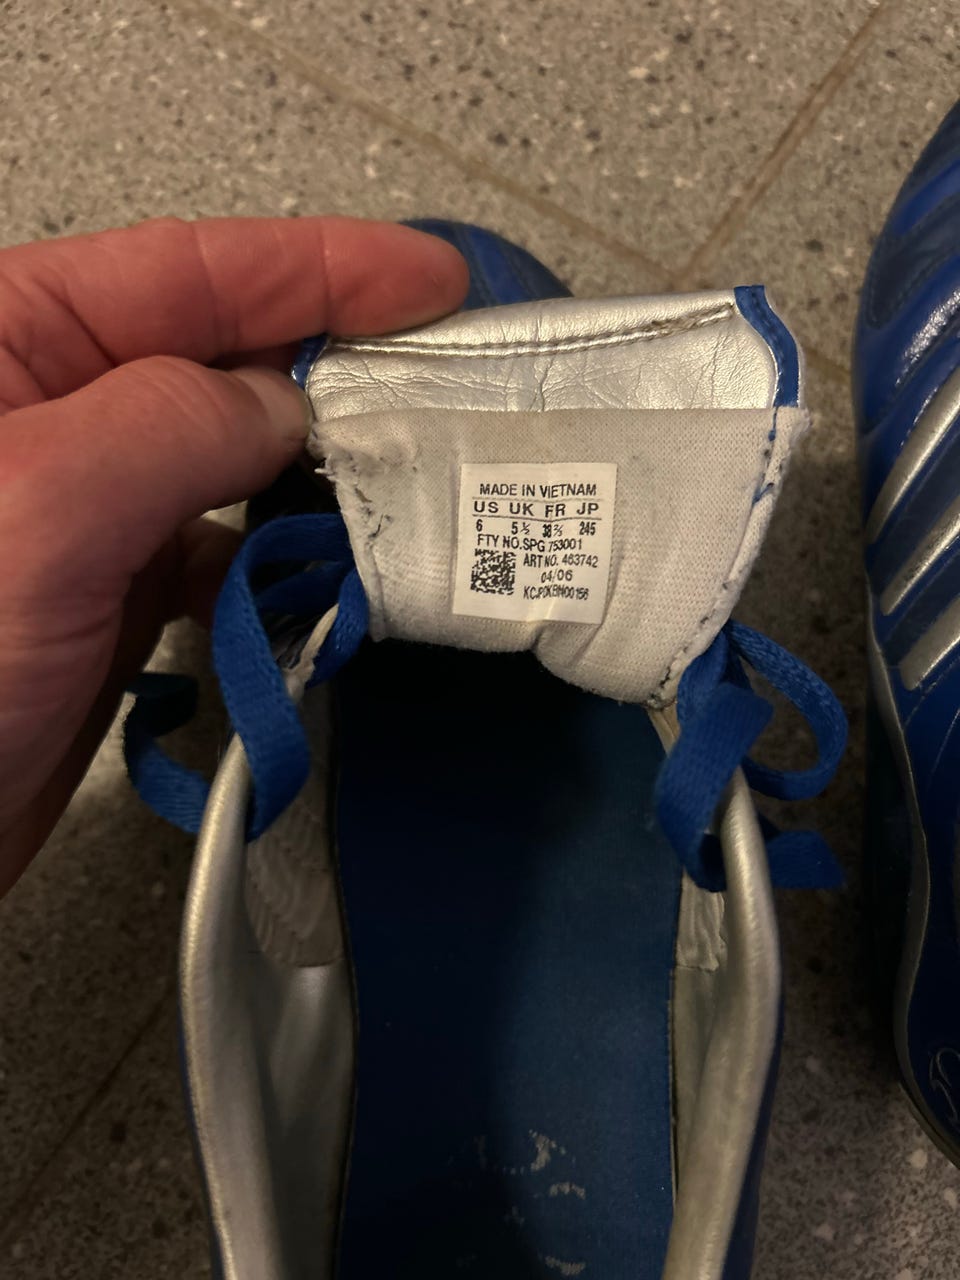 MADE IN VIETNAM
US UK FR JP
6 5½ 38⅔ 245
FTY NO.SPG 753001
ART NO. 463742
04/06